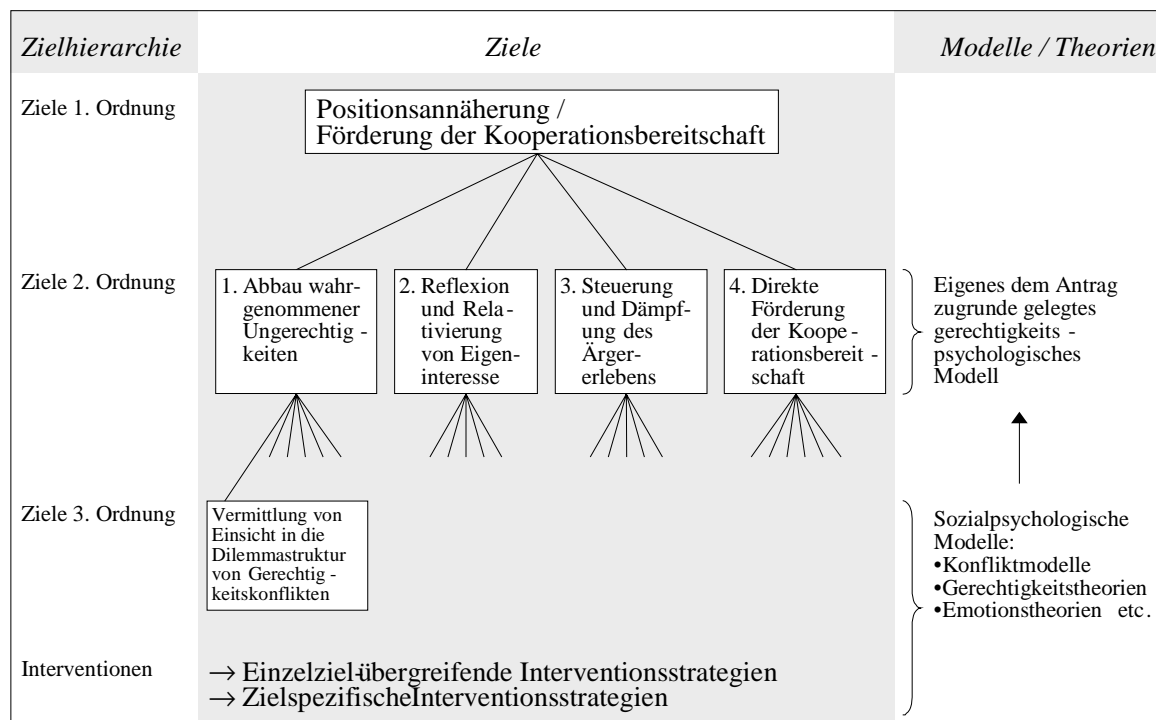 Zielhierarchie
Ziele
Modelle / Theorien
Ziele 1. Ordnung
Positionsannäherung /
Förderung der Kooperationsbereitschaft
Ziele 2. Ordnung
1. Abbau wahr-
genommener
Ungerechtig -
keiten
2. Reflexion
und Rela-
tivierung
von Eigen-
interesse
3. Steuerung
und Dämpf-
ung des
Ärger-
erlebens
4. Direkte
Förderung
der Koope -
rationsbereit -
schaft
Eigenes dem Antrag
zugrunde gelegtes
gerechtigkeits -
psychologisches
Modell
Ziele 3. Ordnung
Vermittlung von
Einsicht in die
Dilemmastruktur
von Gerechtig -
keitskonflikten
Sozialpsychologische
Modelle:
•Konfliktmodelle
•Gerechtigkeitstheorien
•Emotionstheorien etc.
Interventionen
→ Einzelziel-übergreifende Interventionsstrategien
→ ZielspezifischeInterventionsstrategien